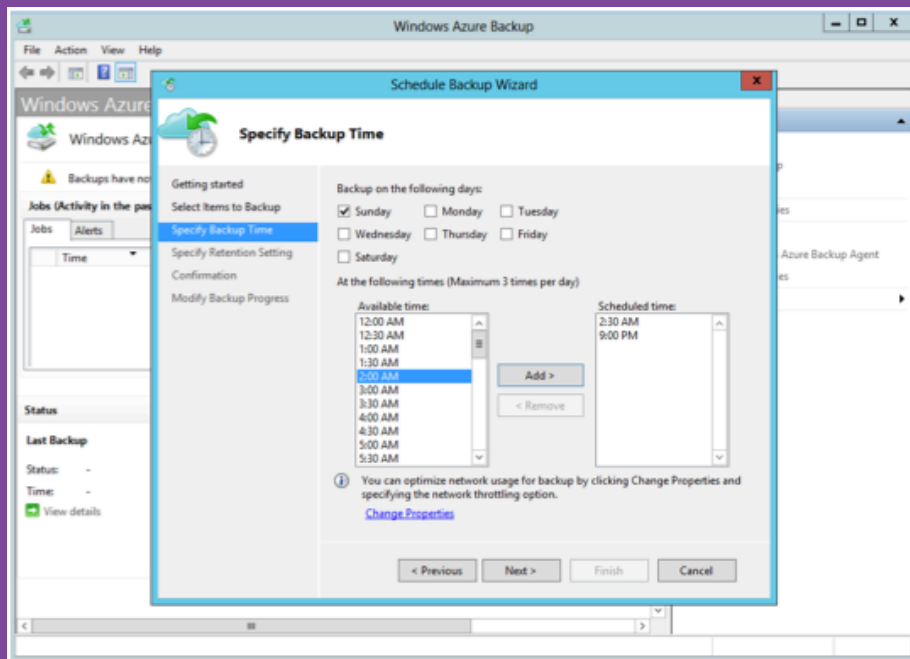 Windows Azure Backup
File Action View Help
Windows Azure
Windows Az
Backups have no
Jobs (Activity in the pas
Jobs Alerts
Time
Status
Last Backup
Status: -
Time: -
View details
Schedule Backup Wizard
Specify Backup Time
Getting started
Select Items to Backup
Specify Backup Time
Specify Retention Setting
Confirmation
Modify Backup Progress
Backup on the following days:
Sunday Monday Tuesday
Wednesday Thursday Friday
Saturday
At the following times (Maximum 3 times per day)
Available time:
12:00 AM
12:30 AM
1:00 AM
1:30 AM
2:00 AM
3:00 AM
3:30 AM
4:00 AM
4:30 AM
5:00 AM
5:30 AM
Add >
< Remove
Scheduled time:
2:30 AM
9:00 PM
You can optimize network usage for backup by clicking Change Properties and
specifying the network throttling option.
Change Properties
< Previous Next > Finish Cancel
p
ies
Azure Backup Agent
es